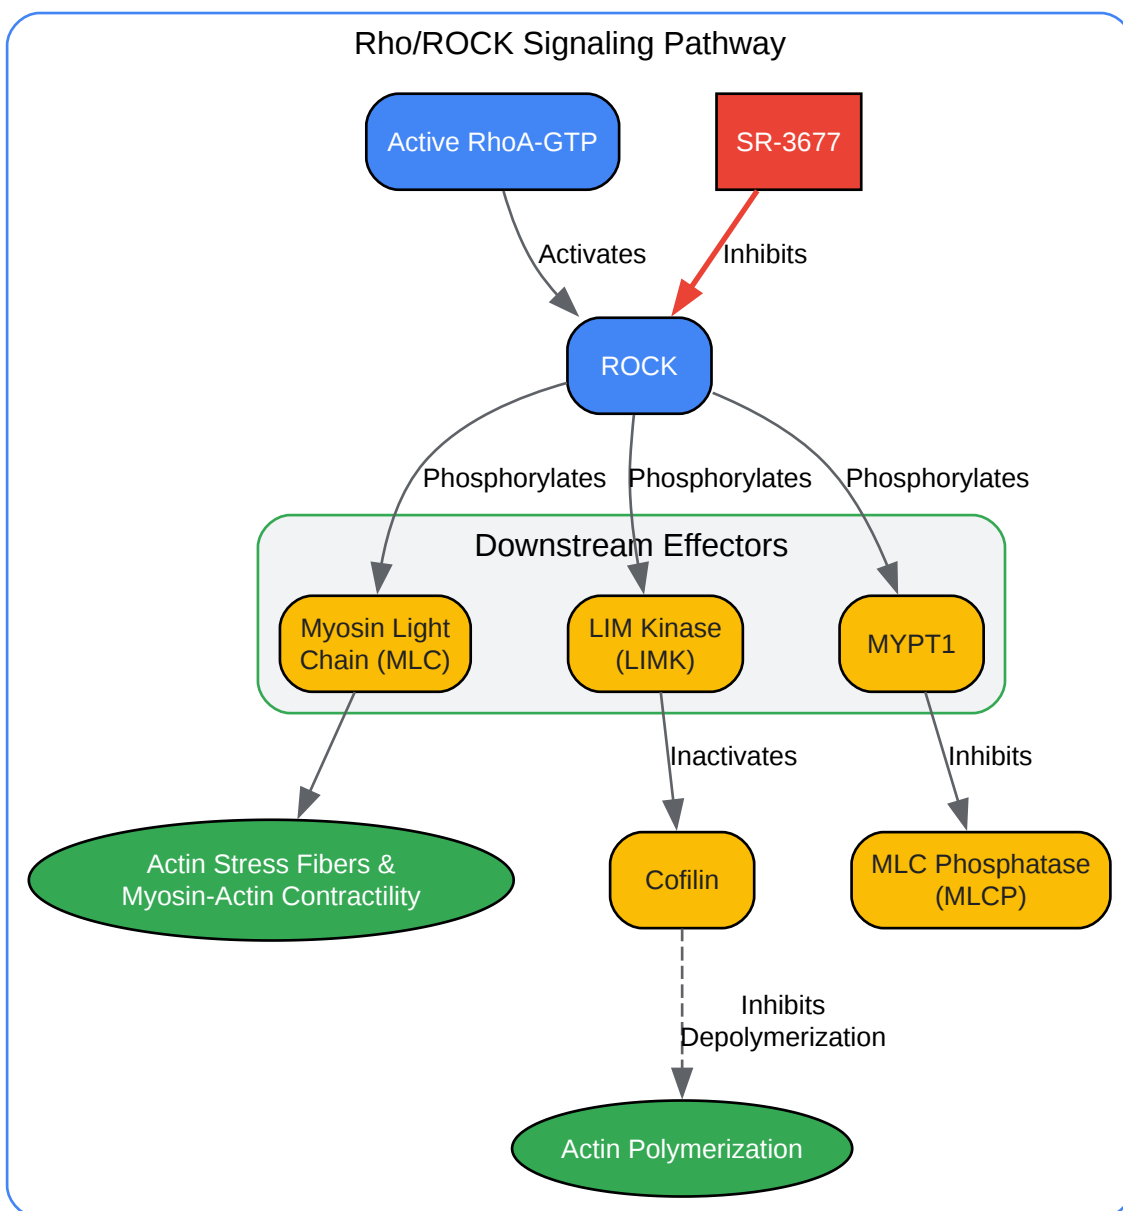 Rho/ROCK Signaling Pathway
Active RhoA-GTP
SR-3677
Activates
Inhibits
ROCK
Phosphorylates
Phosphorylates
Phosphorylates
Downstream Effectors
Myosin Light
Chain (MLC)
LIM Kinase
(LIMK)
MYPT1
Inactivates
Inhibits
Actin Stress Fibers &
Myosin-Actin Contractility
Cofilin
MLC Phosphatase
(MLCP)
Inhibits
Depolymerization
Actin Polymerization